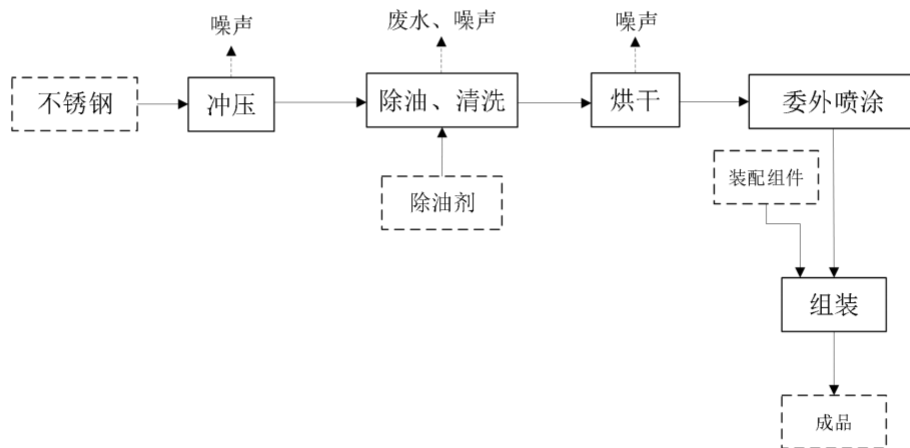 噪声
废水、噪声
噪声
不锈钢
冲压
除油、清洗
烘干
委外喷涂
除油剂
装配组件
组装
成品